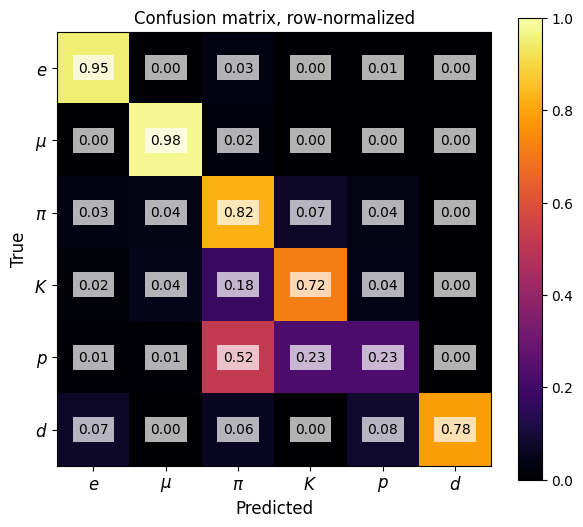 Confusion matrix, row-normalized
True
e 0.95 0.00 0.03 0.00 0.01 0.00
μ 0.00 0.98 0.02 0.00 0.00 0.00
π 0.03 0.04 0.82 0.07 0.04 0.00
K 0.02 0.04 0.18 0.72 0.04 0.00
p 0.01 0.01 0.52 0.23 0.23 0.00
d 0.07 0.00 0.06 0.00 0.08 0.78
e μ π K p d
Predicted
1.0
0.8
0.6
0.4
0.2
0.0